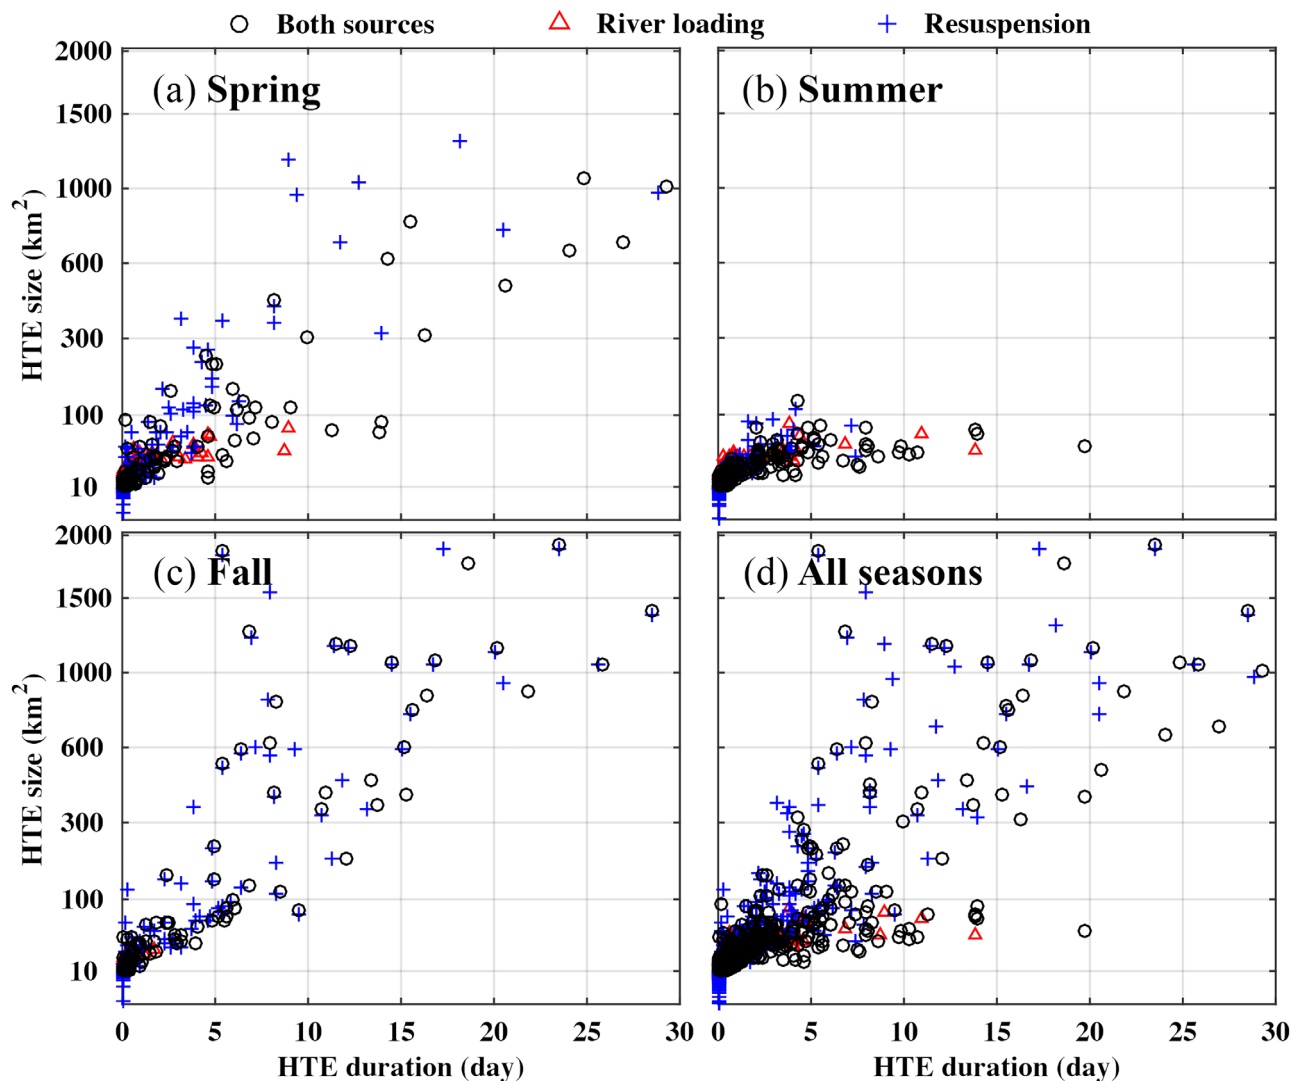 Both sources River loading Resuspension
(a) Spring
(b) Summer
2000
1500
1000
600
300
100
10
HTE size (km²)
(c) Fall
(d) All seasons
2000
1500
1000
600
300
100
10
HTE size (km²)
0 5 10 15 20 25 30
0 5 10 15 20 25 30
HTE duration (day)
HTE duration (day)